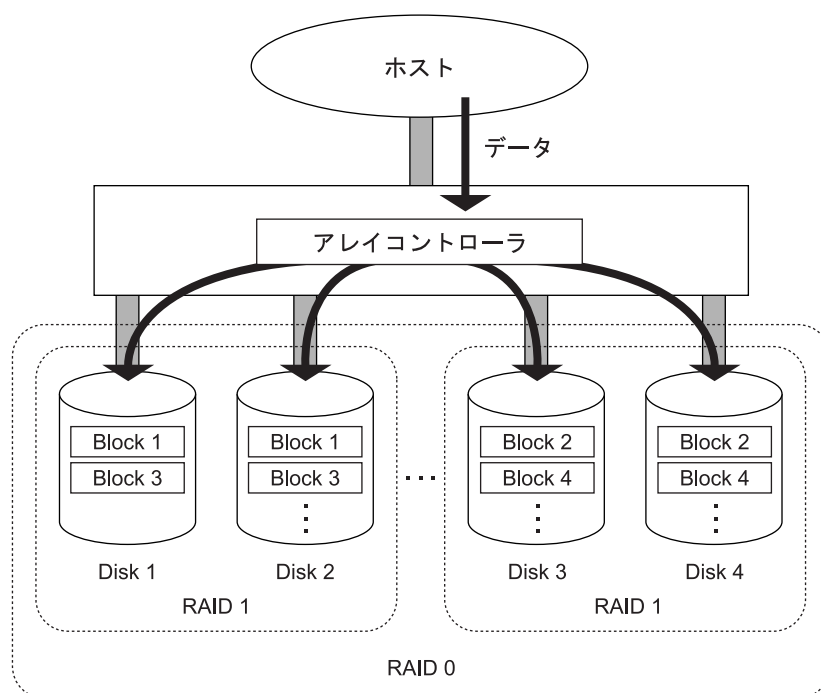 ホスト
データ
アレイコントローラ
Block 1
Block 3
Block 1
Block 3
Block 2
Block 4
Block 2
Block 4
Disk 1
Disk 2
Disk 3
Disk 4
RAID 1
RAID 1
RAID 0